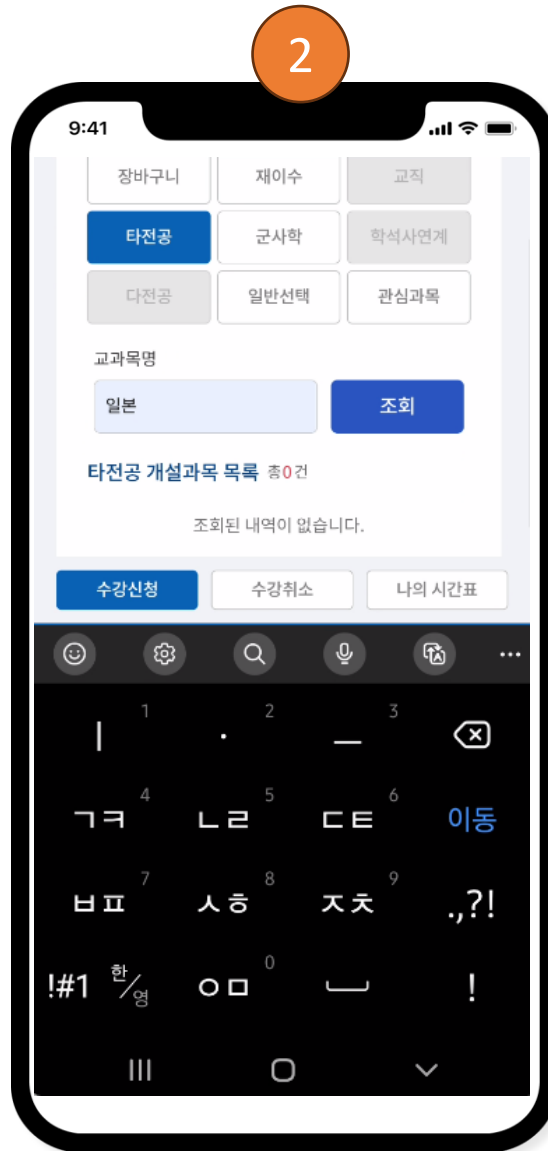 2
9:41
장바구니 재이수 교직
타전공 군사학 학석사연계
다전공 일반선택 관심과목
교과목명
일본 조회
타전공 개설과목 목록 총0건
조회된 내역이 없습니다.
수강신청 수강취소 나의 시간표
ㅣ 1 · 2 ㅡ 3
ㄱㅋ 4 ㄴㄹ 5 ㄷㅌ 6 이동
ㅂㅍ 7 ㅅㅎ 8 ㅈㅊ 9 .,?!
!#1 한/영 ㅇㅁ 0 !